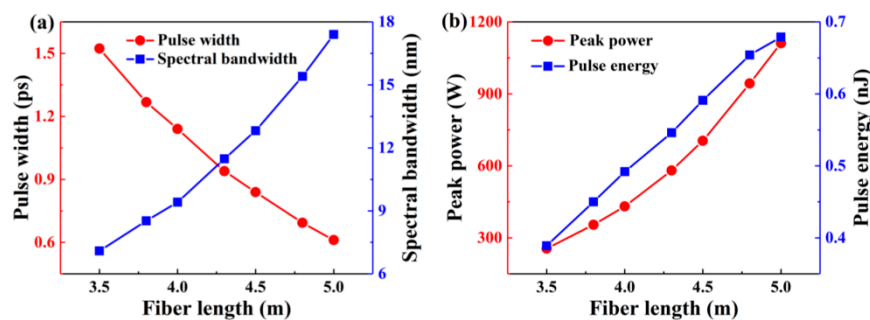 (a)
Pulse width (ps)
1.5
1.2
0.9
0.6
Pulse width
Spectral bandwidth
18
15
12
9
6
Spectral bandwidth (nm)
3.5 4.0 4.5 5.0
Fiber length (m)
(b)
Peak power (W)
1200
900
600
300
Peak power
Pulse energy
0.7
0.6
0.5
0.4
Pulse energy (nJ)
3.5 4.0 4.5 5.0
Fiber length (m)